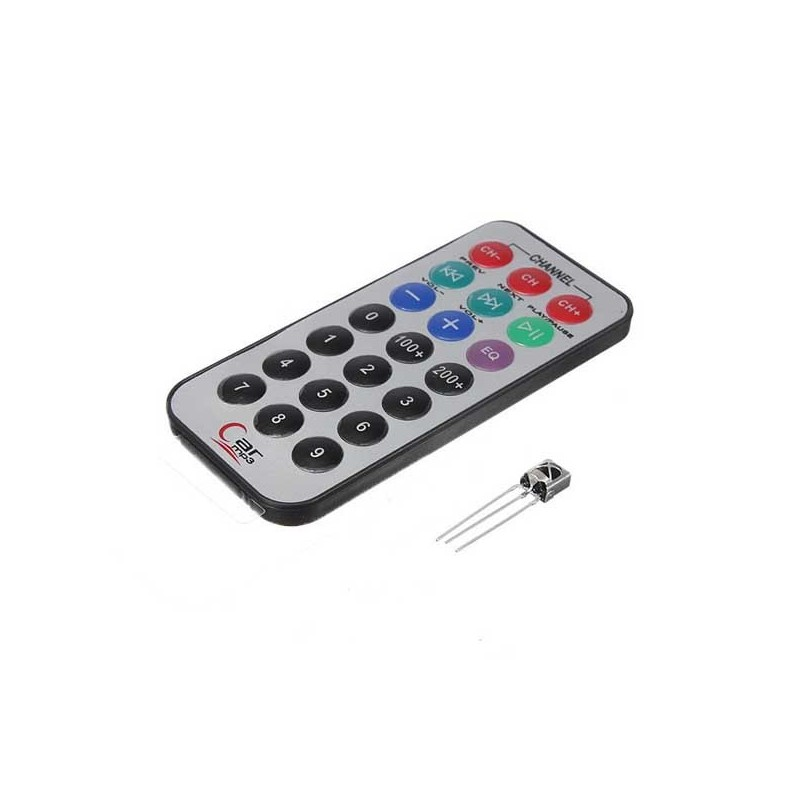 CHANNEL
CH- CH CH+
PREV NEXT PLAY/PAUSE
VOL- VOL+ EQ
0 100+ 200+
1 2 3
4 5 6
7 8 9
Car
mp3